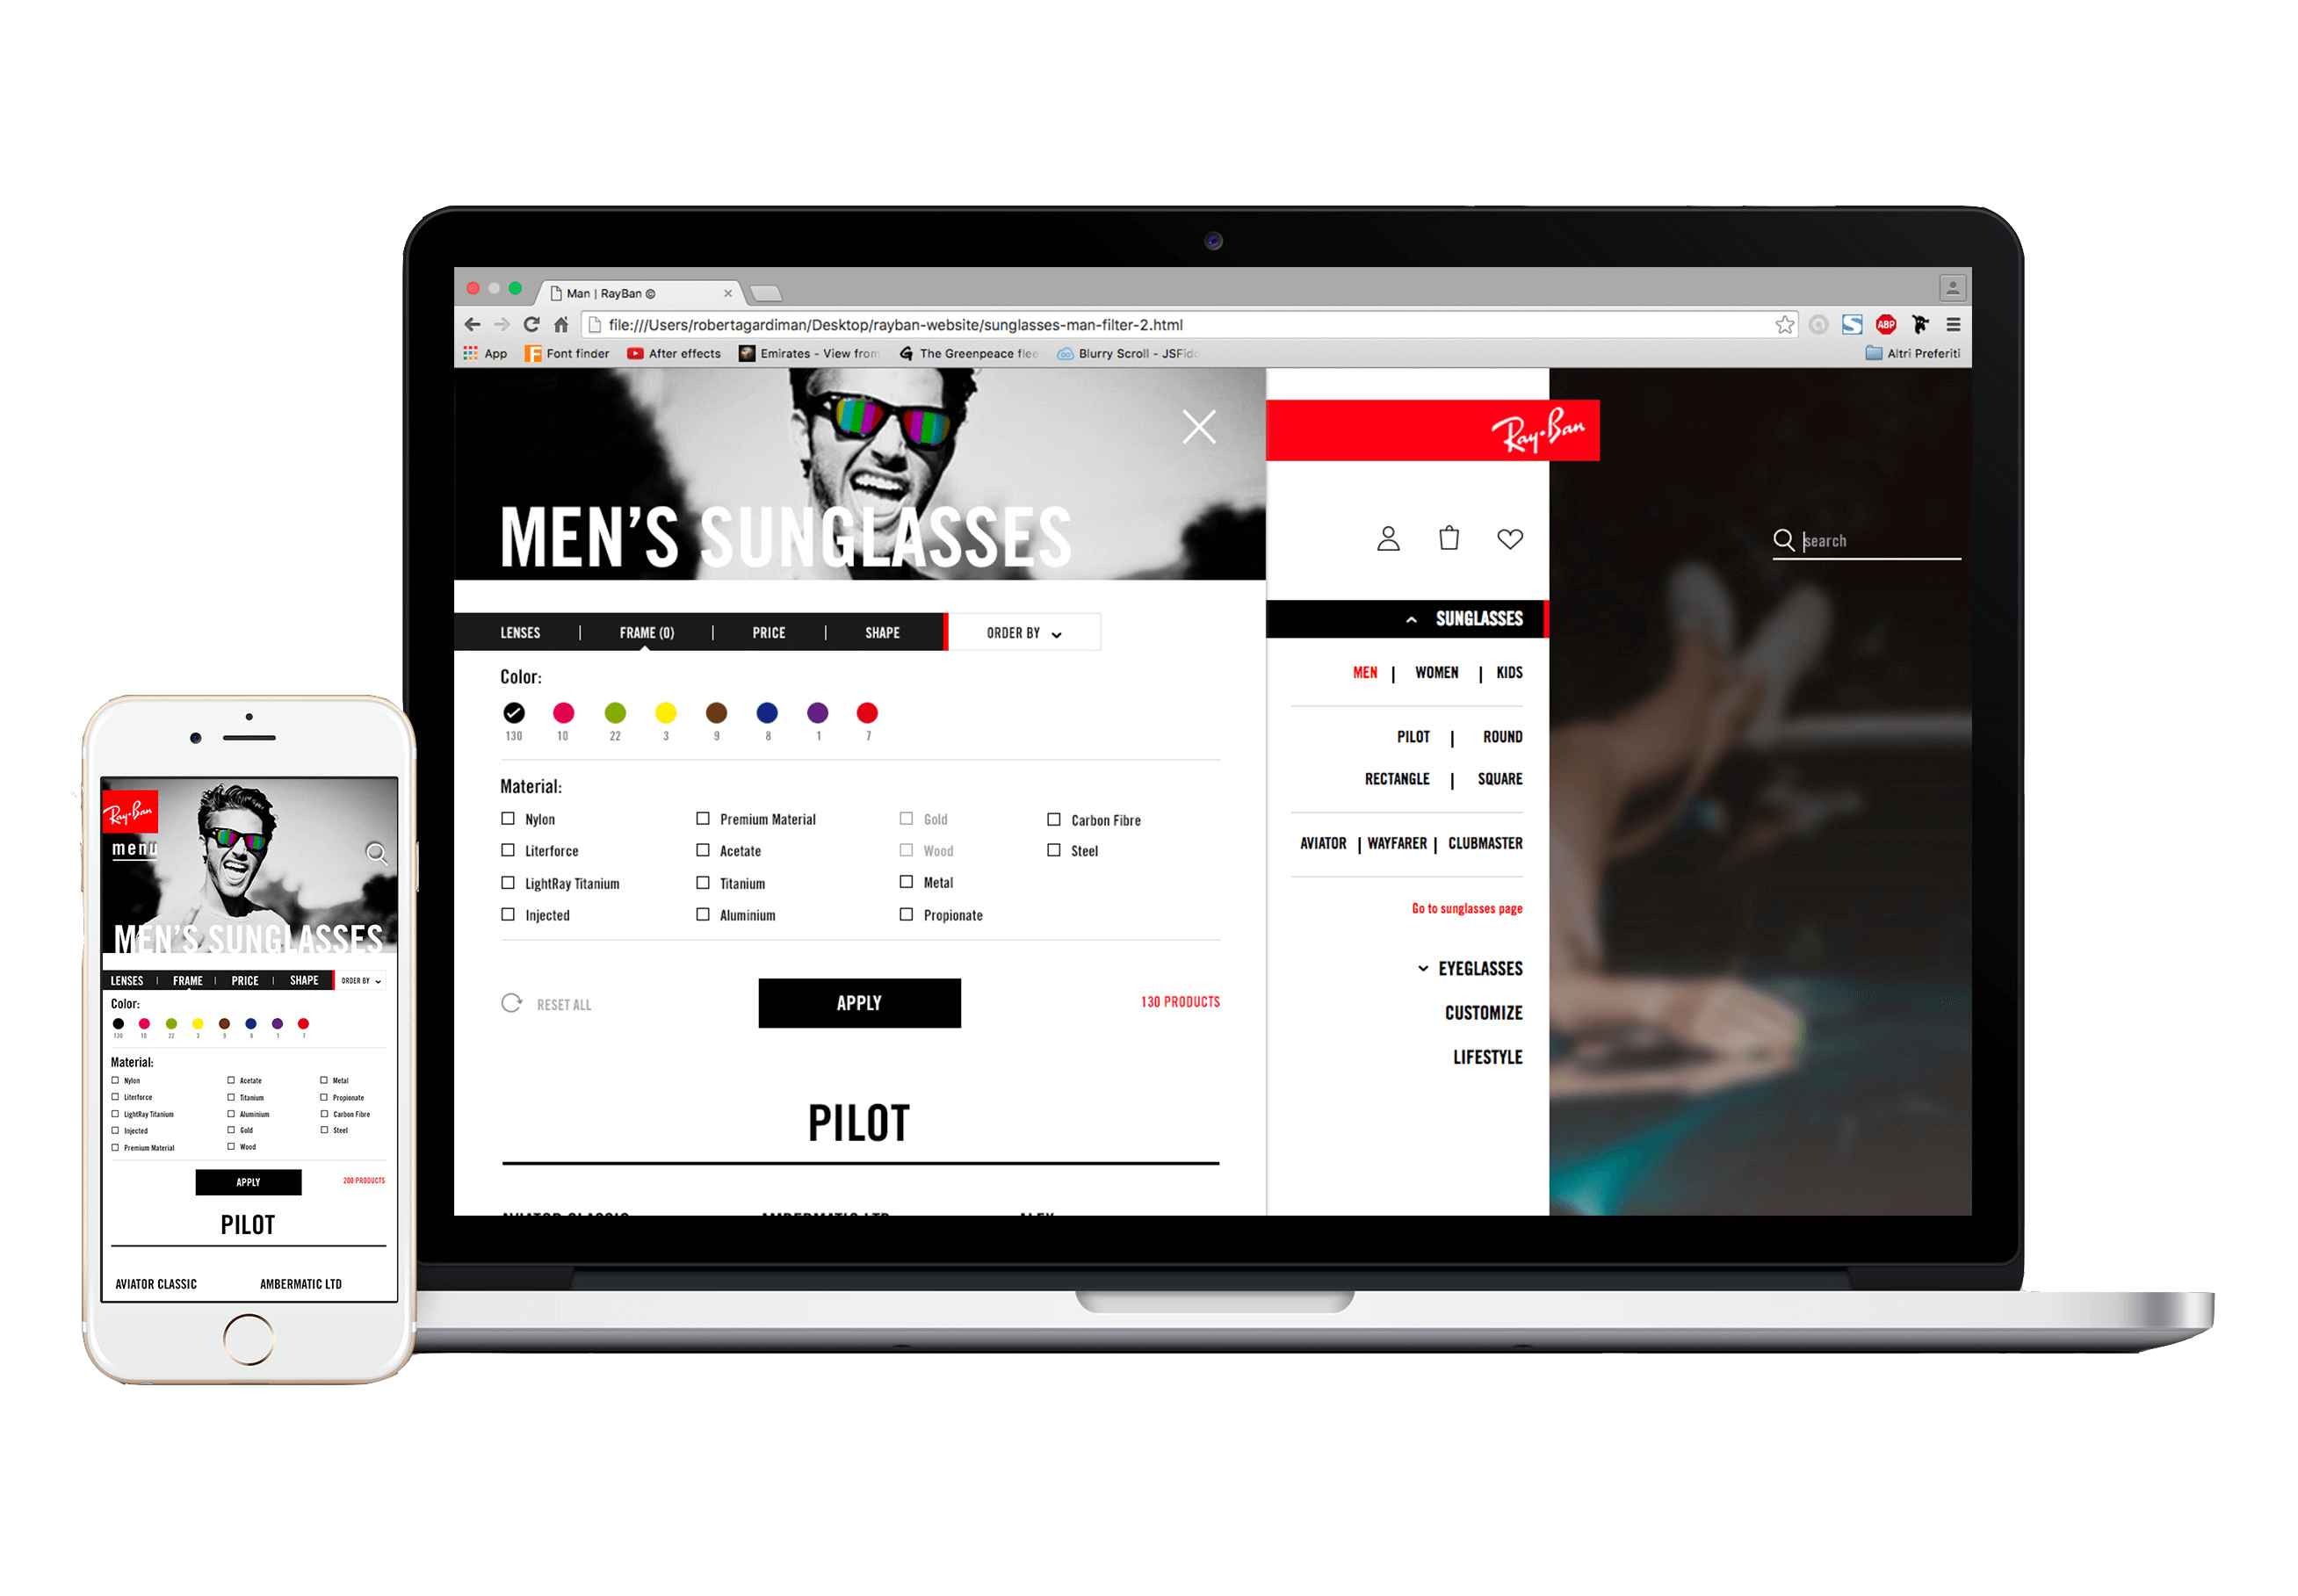 Man | RayBan ©
file:///Users/robertagardiman/Desktop/rayban-website/sunglasses-man-filter-2.html
ABP
App Font finder After effects Emirates - View from The Greenpeace flee Blurry Scroll - JSFidd Altri Preferiti
Ray-Ban
MEN'S SUNGLASSES
search
LENSES | FRAME (0) | PRICE | SHAPE ORDER BY
Color:
130 10 22 3 9 8 1 7
Material:
Nylon Premium Material Gold Carbon Fibre
Literforce Acetate Wood Steel
LightRay Titanium Titanium Metal
Injected Aluminium Propionate
RESET ALL APPLY 130 PRODUCTS
PILOT
AVIATOR CLASSIC AMBERMATIC LTD ALEX
SUNGLASSES
MEN | WOMEN | KIDS
PILOT | ROUND
RECTANGLE | SQUARE
AVIATOR | WAYFARER | CLUBMASTER
Go to sunglasses page
EYEGLASSES
CUSTOMIZE
LIFESTYLE
Ray-Ban
menu
MEN'S SUNGLASSES
LENSES | FRAME | PRICE | SHAPE ORDER BY
Color:
130 10 22 3 9 8 1 7
Material:
Nylon Acetate Metal
Literforce Titanium Propionate
LightRay Titanium Aluminium Carbon Fibre
Injected Gold Steel
Premium Material Wood
APPLY 200 PRODUCTS
PILOT
AVIATOR CLASSIC AMBERMATIC LTD